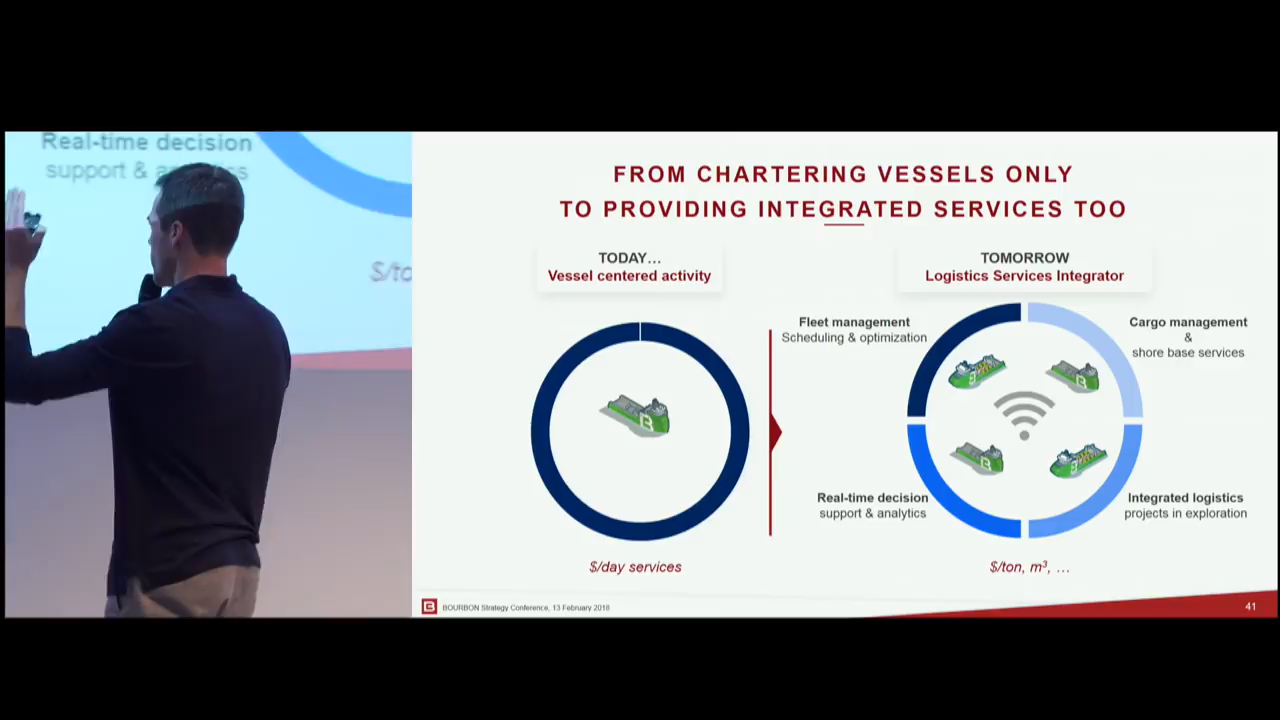 Real-time decision
support & analytics
$/to
FROM CHARTERING VESSELS ONLY
TO PROVIDING INTEGRATED SERVICES TOO
TODAY…
Vessel centered activity
TOMORROW
Logistics Services Integrator
Fleet management
Scheduling & optimization
Cargo management
&
shore base services
Real-time decision
support & analytics
Integrated logistics
projects in exploration
$/day services
$/ton, m³, …
BOURBON Strategy Conference, 13 February 2018
41